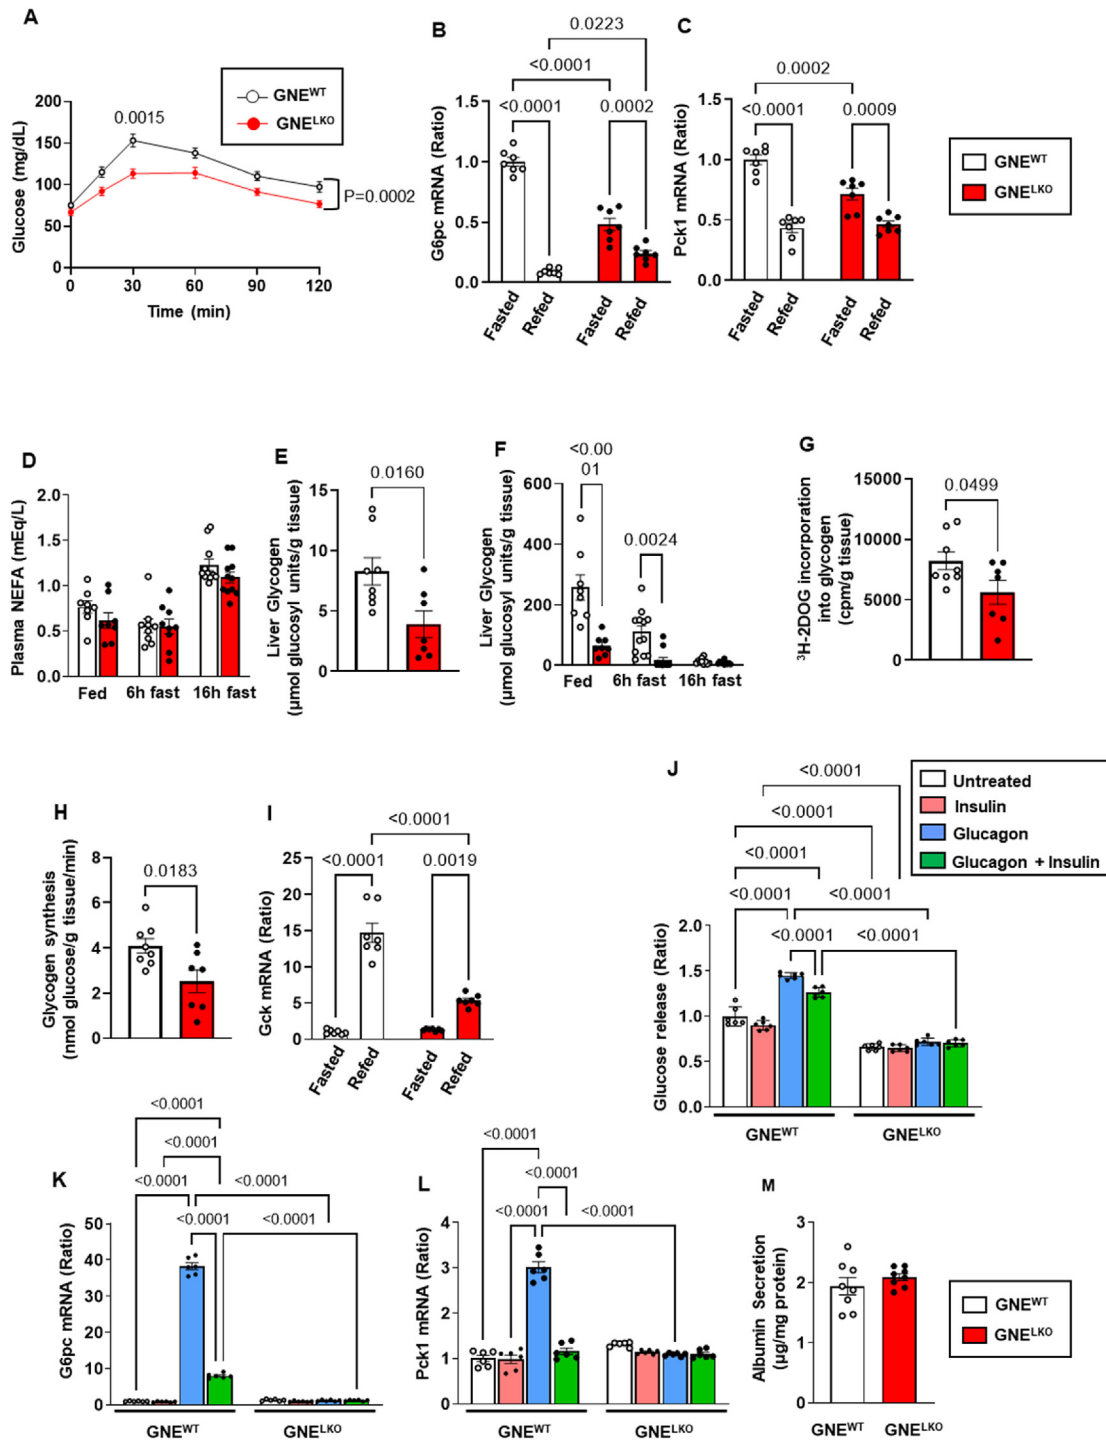 A
GNEWT
GNELKO
200
150
100
50
0
0.0015
P=0.0002
Glucose (mg/dL)
0 30 60 90 120
Time (min)
B
0.0223
<0.0001
<0.0001 0.0002
1.5
1.0
0.5
0.0
G6pc mRNA (Ratio)
Fasted Refed Fasted Refed
C
0.0002
<0.0001 0.0009
1.5
1.0
0.5
0.0
Pck1 mRNA (Ratio)
Fasted Refed Fasted Refed
GNEWT
GNELKO
D
2.0
1.5
1.0
0.5
0.0
Plasma NEFA (mEq/L)
Fed 6h fast 16h fast
E
0.0160
15
10
5
0
Liver Glycogen
(μmol glucosyl units/g tissue)
F
<0.00
01
0.0024
600
400
200
0
Liver Glycogen
(μmol glucosyl units/g tissue)
Fed 6h fast 16h fast
G
0.0499
15000
10000
5000
0
³H-2DOG incorporation
into glycogen
(cpm/g tissue)
H
0.0183
8
6
4
2
0
Glycogen synthesis
(nmol glucose/g tissue/min)
I
<0.0001
<0.0001 0.0019
25
20
15
10
5
0
Gck mRNA (Ratio)
Fasted Refed Fasted Refed
J
Untreated
Insulin
Glucagon
Glucagon + Insulin
<0.0001
<0.0001
<0.0001
<0.0001 <0.0001
<0.0001 <0.0001
2.0
1.5
1.0
0.5
0.0
Glucose release (Ratio)
GNEWT GNELKO
K
<0.0001
<0.0001
<0.0001 <0.0001
<0.0001 <0.0001
50
40
30
20
10
0
G6pc mRNA (Ratio)
GNEWT GNELKO
L
<0.0001
<0.0001
<0.0001 <0.0001
4
3
2
1
0
Pck1 mRNA (Ratio)
GNEWT GNELKO
M
3
2
1
0
Albumin Secretion
(μg/mg protein)
GNEWT GNELKO
GNEWT
GNELKO